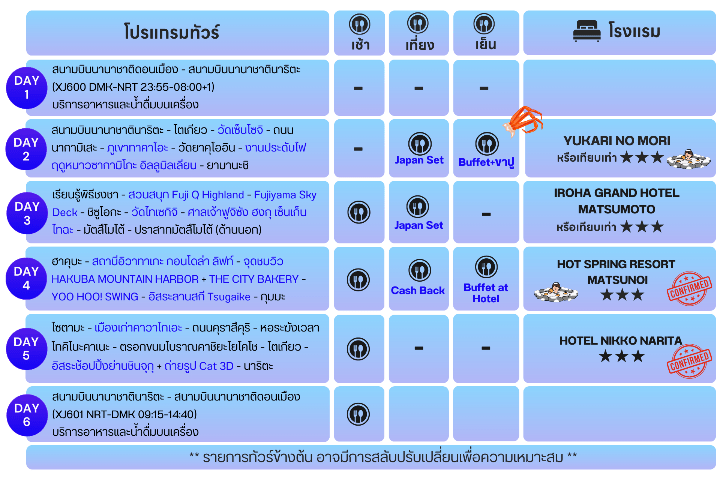 โปรแกรมทัวร์
เช้า
เที่ยง
เย็น
โรงแรม
DAY
1
สนามบินนานาชาติดอนเมือง - สนามบินนานาชาตินาริตะ
(XJ600 DMK-NRT 23:55-08:00+1)
บริการอาหารและน้ำดื่มบนเครื่อง
-
-
-
DAY
2
สนามบินนานาชาตินาริตะ - โตเกียว - วัดเซ็นโซจิ - ถนน
นากามิเสะ - ภูเขาทาคาโอะ - วัดยาคุโออิน - งานประดับไฟ
ฤดูหนาวซากามิโกะ อิลลูมิลเลี่ยน - ยามานะชิ
-
Japan Set
Buffet+ขาปู
YUKARI NO MORI
หรือเทียบเท่า ★★★
DAY
3
เรียนรู้พิธีชงชา - สวนสนุก Fuji Q Highland - Fujiyama Sky
Deck - ชิซูโอกะ - วัดไทเซกิจิ - ศาลเจ้าฟูจิซัง ฮงกุ เซ็นเก็น
ไทฉะ - มัตสึโมโต้ - ปราสาทมัตสึโมโต้ (ด้านนอก)
Japan Set
-
IROHA GRAND HOTEL
MATSUMOTO
หรือเทียบเท่า ★★★
DAY
4
ฮาคุบะ - สถานีอิวาทาเกะ กอนโดล่า ลิฟท์ - จุดชมวิว
HAKUBA MOUNTAIN HARBOR + THE CITY BAKERY -
YOO HOO! SWING - อิสระลานสกี Tsugaike - กุมมะ
Cash Back
Buffet at
Hotel
HOT SPRING RESORT
MATSUNOI
★★★
CONFIRMED
DAY
5
ไซตามะ - เมืองเก่าคาวาโกเอะ - ถนนคุราสึคุริ - หอระฆังเวลา
โทคิโนะคาเนะ - ตรอกขนมโบราณคาชิยะโยโคโช - โตเกียว -
อิสระช้อปปิ้งย่านชินจูกุ + ถ่ายรูป Cat 3D - นาริตะ
-
-
HOTEL NIKKO NARITA
★★★
CONFIRMED
DAY
6
สนามบินนานาชาตินาริตะ - สนามบินนานาชาติดอนเมือง
(XJ601 NRT-DMK 09:15-14:40)
บริการอาหารและน้ำดื่มบนเครื่อง
** รายการทัวร์ข้างต้น อาจมีการสลับปรับเปลี่ยนเพื่อความเหมาะสม **